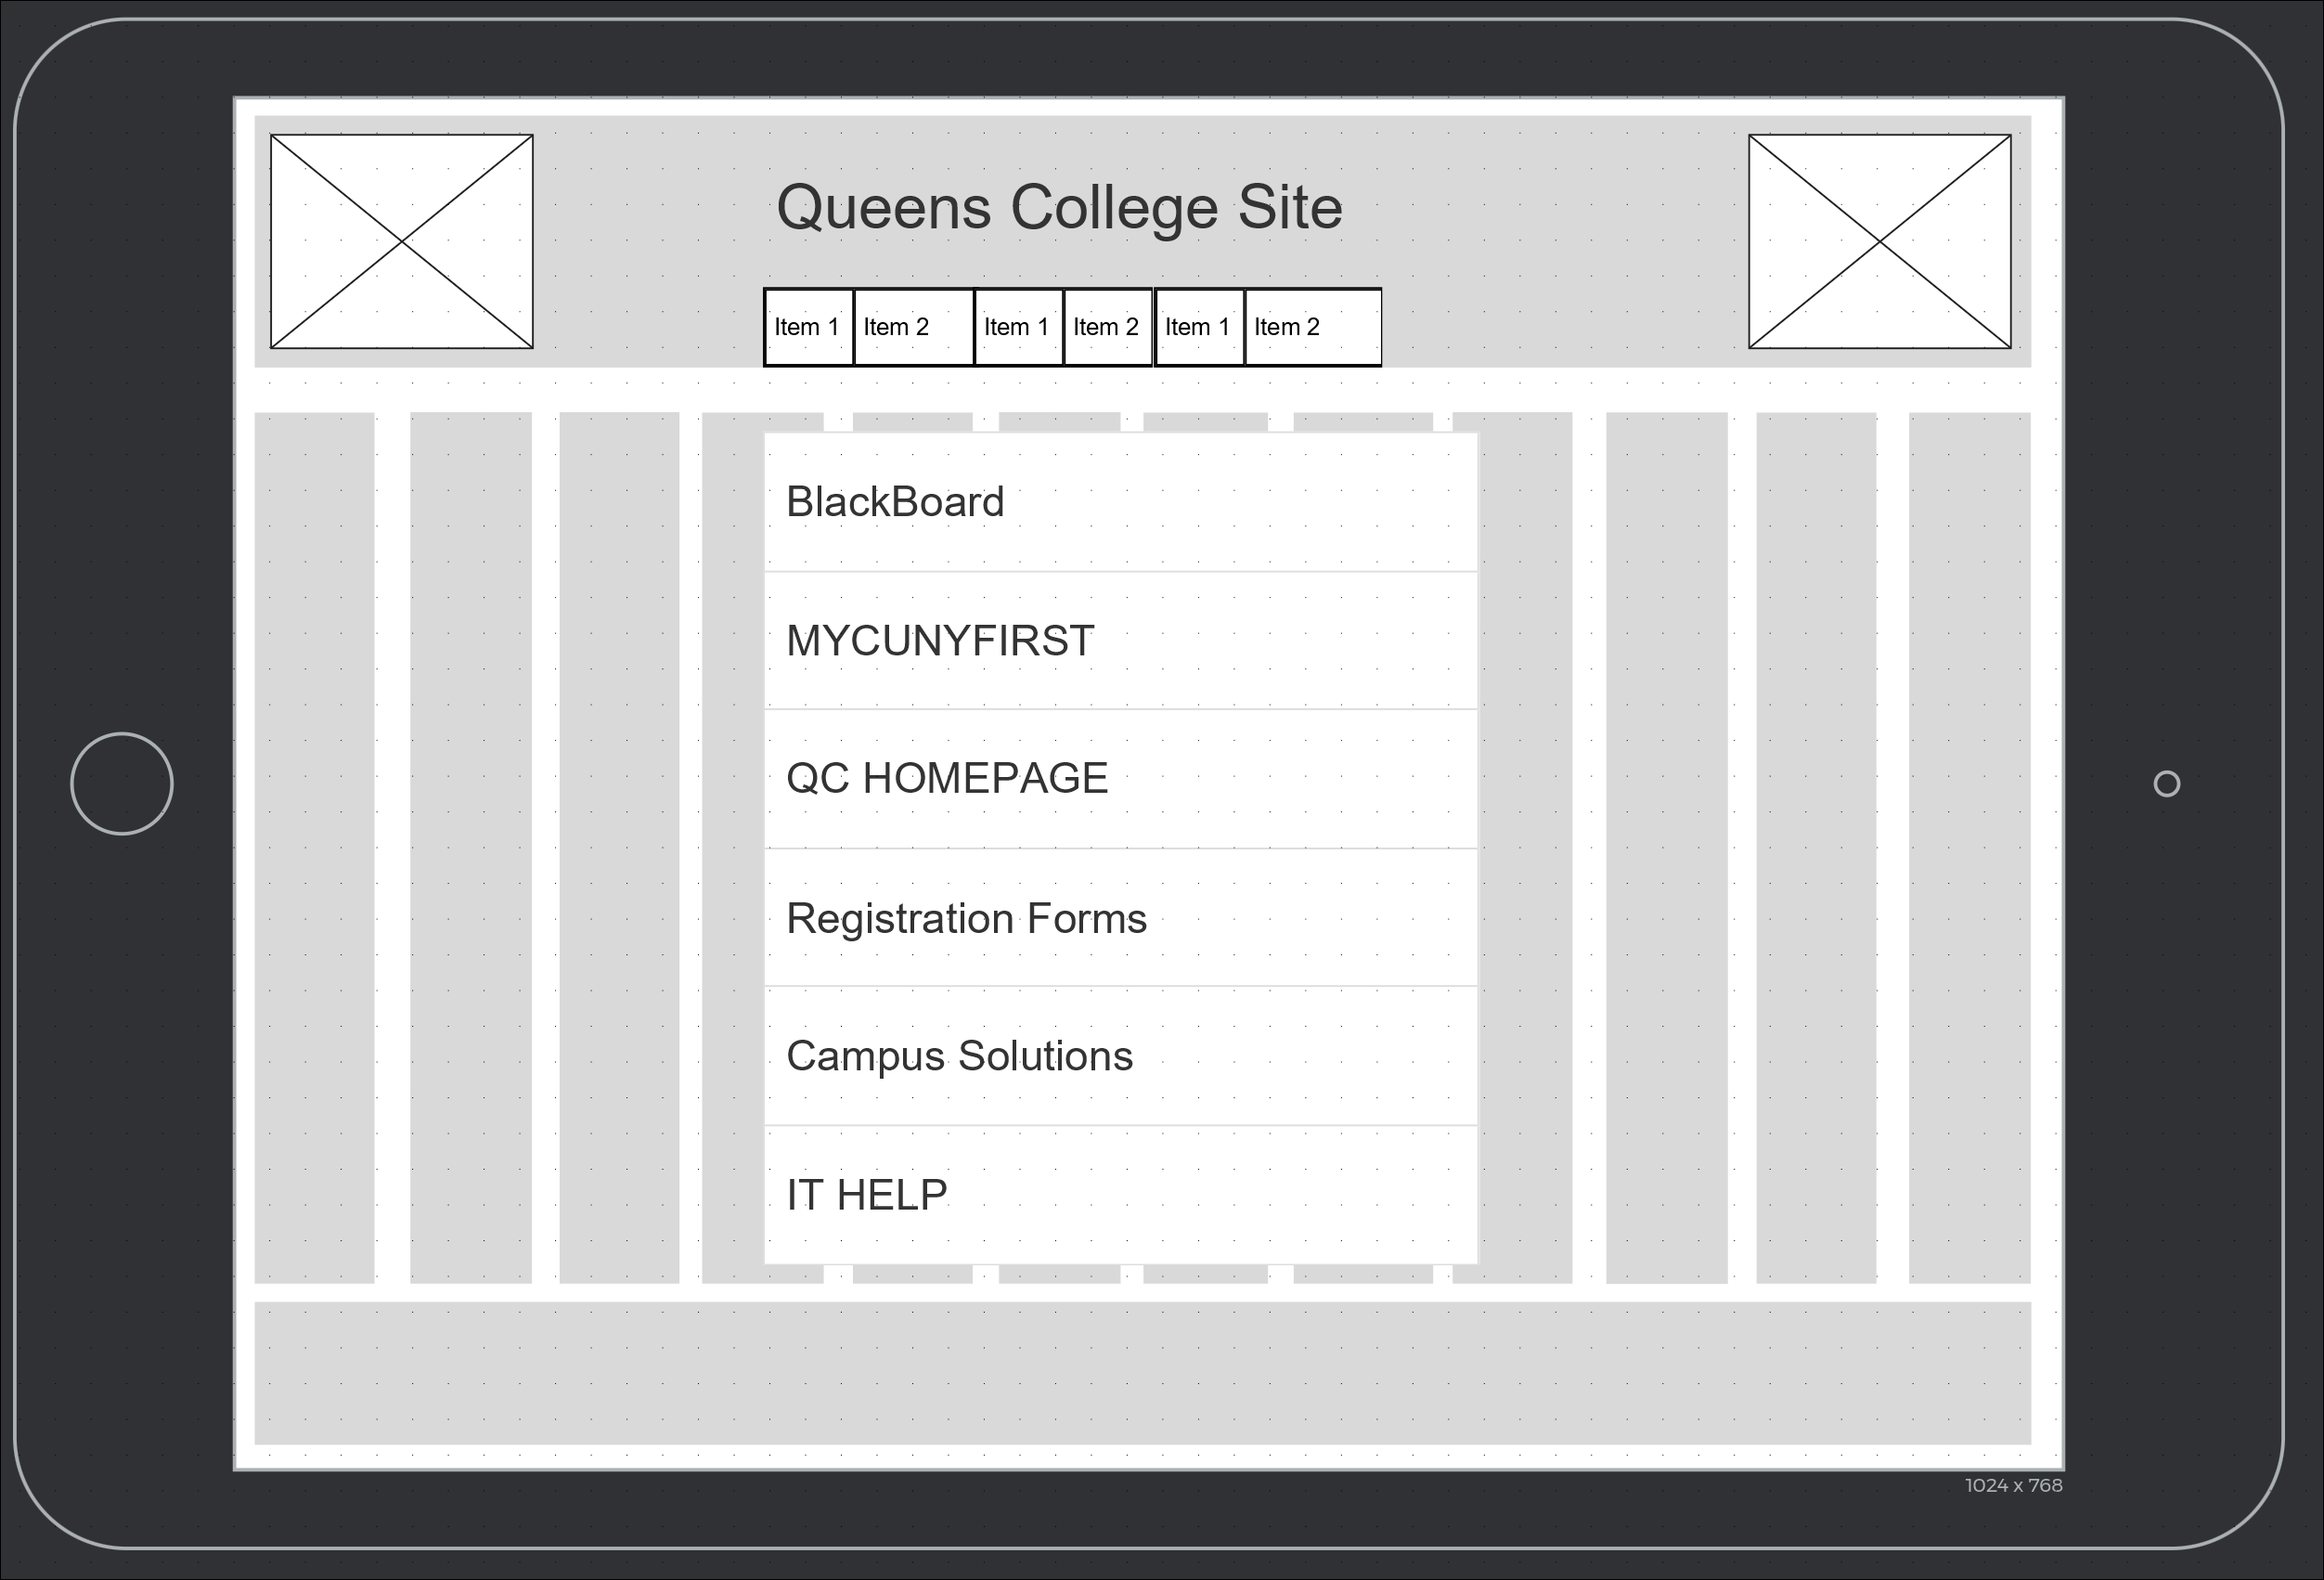 Queens College Site
Item 1 Item 2 Item 1 Item 2 Item 1 Item 2
BlackBoard
MYCUNYFIRST
QC HOMEPAGE
Registration Forms
Campus Solutions
IT HELP
1024 x 768